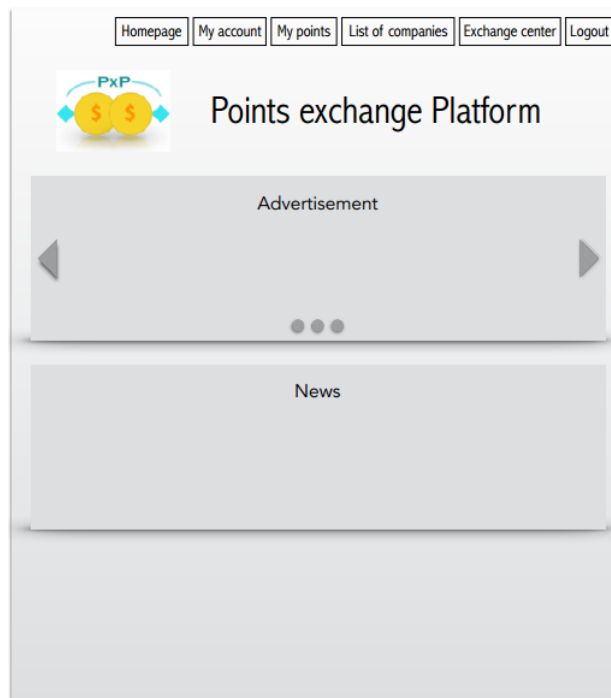 Homepage My account My points List of companies Exchange center Logout
PxP
$ $
Points exchange Platform
Advertisement
News